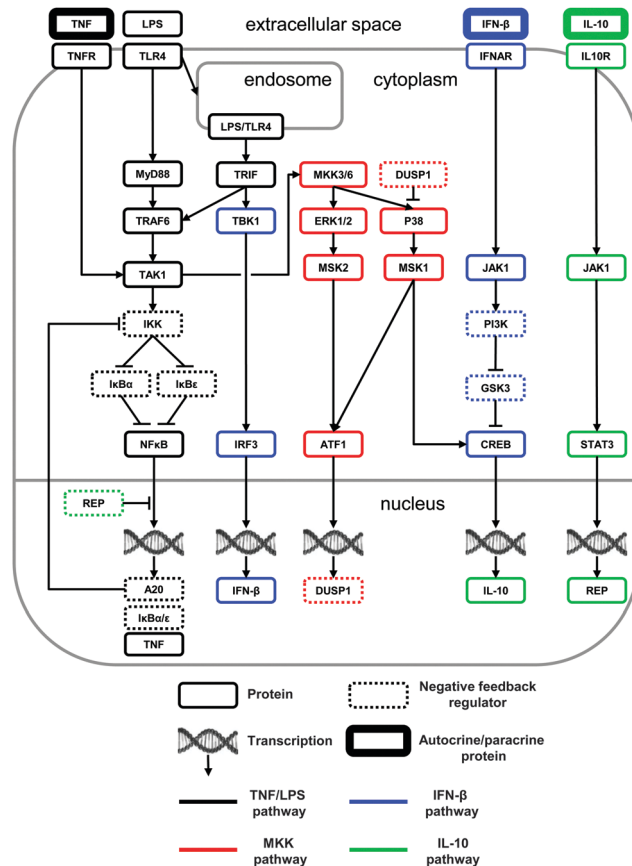 extracellular space
TNF LPS IFN-β IL-10
TNFR TLR4 IFNAR IL10R
endosome cytoplasm
LPS/TLR4
MyD88 TRIF MKK3/6 DUSP1
TRAF6 TBK1 ERK1/2 P38
TAK1 MSK2 MSK1 JAK1 JAK1
IKK PI3K
IκBα IκBε GSK3
NFκB IRF3 ATF1 CREB STAT3
nucleus
REP
A20 IFN-β DUSP1 IL-10 REP
IκBα/ε
TNF
Protein
Negative feedback
regulator
Transcription
Autocrine/paracrine
protein
TNF/LPS
pathway
IFN-β
pathway
MKK
pathway
IL-10
pathway